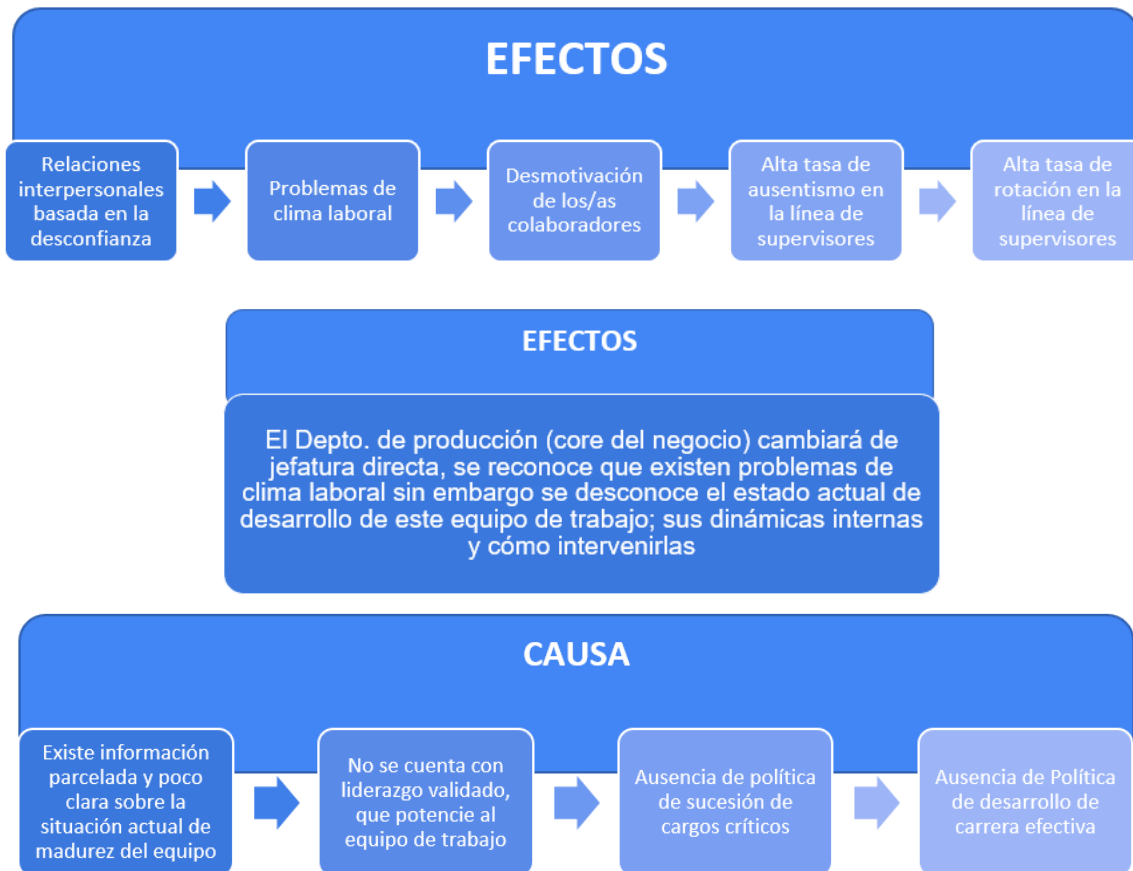 EFECTOS
Relaciones
interpersonales
basada en la
desconfianza
Problemas de
clima laboral
Desmotivación
de los/as
colaboradores
Alta tasa de
ausentismo en
la línea de
supervisores
Alta tasa de
rotación en la
línea de
supervisores
EFECTOS
El Depto. de producción (core del negocio) cambiará de
jefatura directa, se reconoce que existen problemas de
clima laboral sin embargo se desconoce el estado actual de
desarrollo de este equipo de trabajo; sus dinámicas internas
y cómo intervenirlas
CAUSA
Existe información
parcelada y poco
clara sobre la
situación actual de
madurez del equipo
No se cuenta con
liderazgo validado,
que potencie al
equipo de trabajo
Ausencia de política
de sucesión de
cargos críticos
Ausencia de Política
de desarrollo de
carrera efectiva